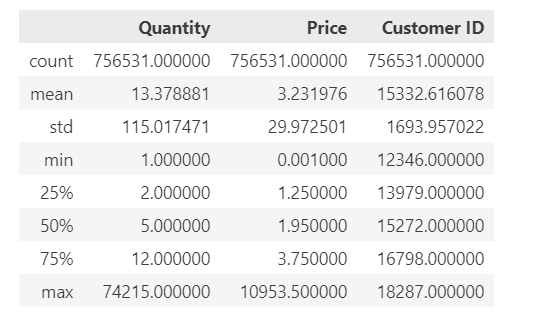 Quantity Price Customer ID
count 756531.000000 756531.000000 756531.000000
mean 13.378881 3.231976 15332.616078
std 115.017471 29.972501 1693.957022
min 1.000000 0.001000 12346.000000
25% 2.000000 1.250000 13979.000000
50% 5.000000 1.950000 15272.000000
75% 12.000000 3.750000 16798.000000
max 74215.000000 10953.500000 18287.000000